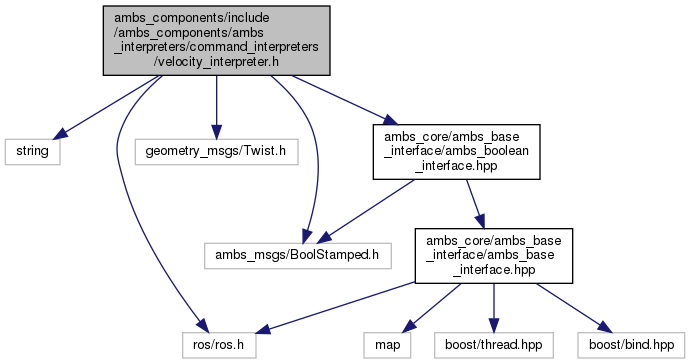 ambs_components/include
/ambs_components/ambs
_interpreters/command_interpreters
/velocity_interpreter.h
string
geometry_msgs/Twist.h
ambs_core/ambs_base
_interface/ambs_boolean
_interface.hpp
ambs_msgs/BoolStamped.h
ambs_core/ambs_base
_interface/ambs_base
_interface.hpp
ros/ros.h
map
boost/thread.hpp
boost/bind.hpp